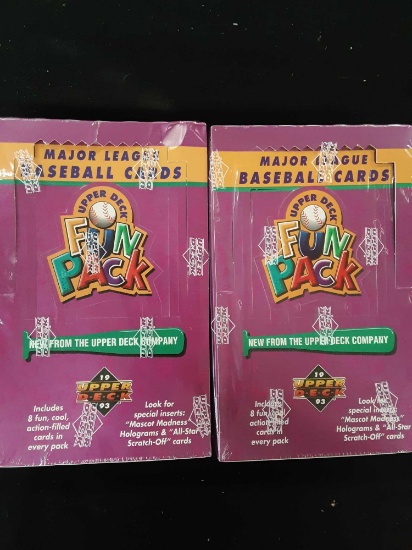 MAJOR LEAGUE
BASEBALL CARDS
UPPER DECK
FUN
PACK
NEW FROM THE UPPER DECK COMPANY
19
UPPER
DECK
93
Includes
8 fun, cool,
action-filled
cards in
every pack
Look for
special inserts:
"Mascot Madness"
Holograms & "All-Star
Scratch-Off" cards
MAJOR LEAGUE
BASEBALL CARDS
UPPER DECK
FUN
PACK
NEW FROM THE UPPER DECK COMPANY
19
UPPER
DECK
93
Includes
8 fun, cool,
action-filled
cards in
every pack
Look for
special inserts:
"Mascot Madness"
Holograms & "All-Star
Scratch-Off" cards